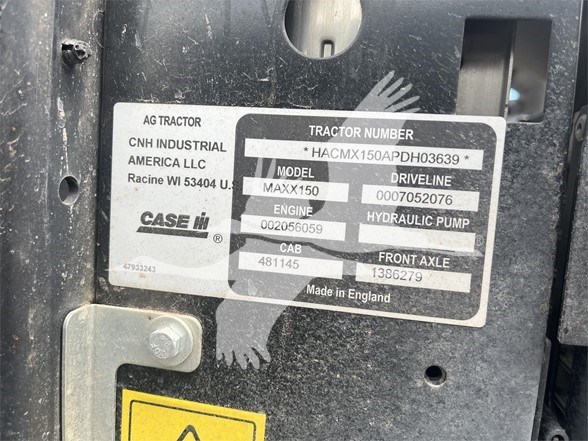 AG TRACTOR
CNH INDUSTRIAL
AMERICA LLC
Racine WI 53404 U.S
CASE IH ®
47933243
TRACTOR NUMBER
* HACMX150APDH03639 *
MODEL
MAXX150
DRIVELINE
0007052076
ENGINE
002056059
HYDRAULIC PUMP
CAB
481145
FRONT AXLE
1386279
Made in England